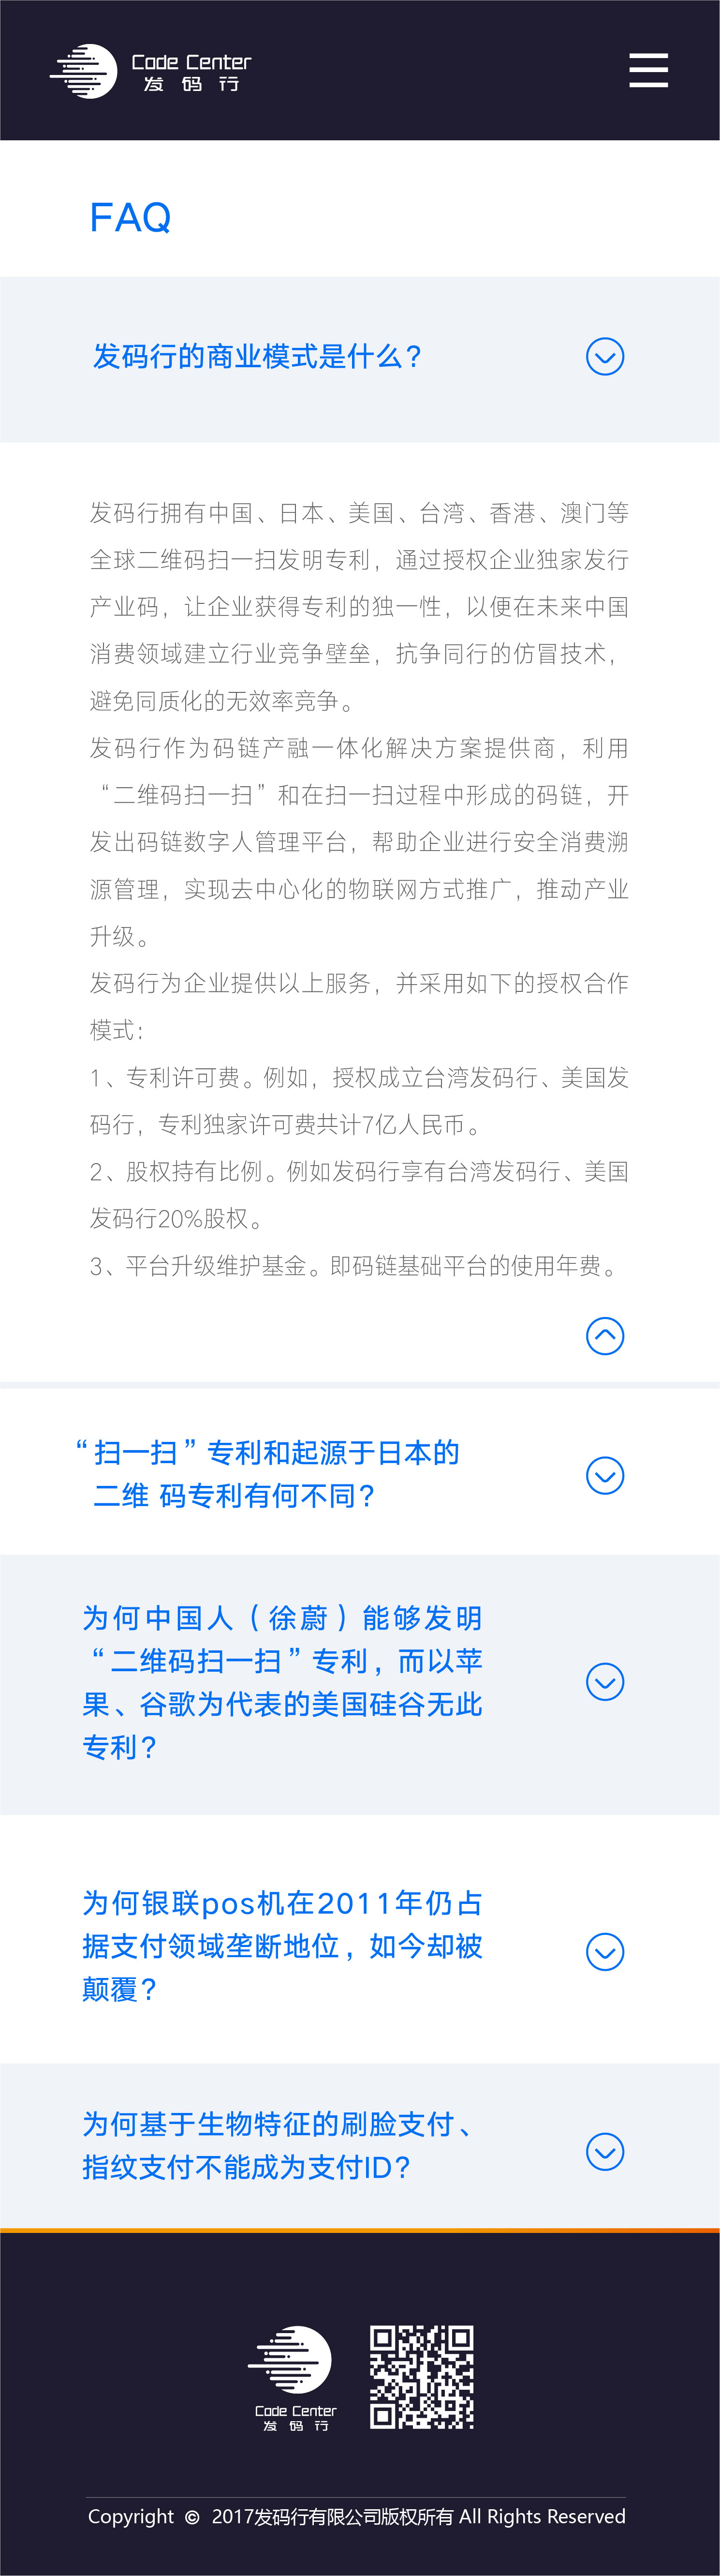 Code Center
发码行
FAQ
发码行的商业模式是什么？
发码行拥有中国、日本、美国、台湾、香港、澳门等
全球二维码扫一扫发明专利，通过授权企业独家发行
产业码，让企业获得专利的独一性，以便在未来中国
消费领域建立行业竞争壁垒，抗争同行的仿冒技术，
避免同质化的无效率竞争。
发码行作为码链产融一体化解决方案提供商，利用
“二维码扫一扫”和在扫一扫过程中形成的码链，开
发出码链数字人管理平台，帮助企业进行安全消费溯
源管理，实现去中心化的物联网方式推广，推动产业
升级。
发码行为企业提供以上服务，并采用如下的授权合作
模式：
1、专利许可费。例如，授权成立台湾发码行、美国发
码行，专利独家许可费共计7亿人民币。
2、股权持有比例。例如发码行享有台湾发码行、美国
发码行20%股权。
3、平台升级维护基金。即码链基础平台的使用年费。
“扫一扫”专利和起源于日本的
二维 码专利有何不同？
为何中国人（徐蔚）能够发明
“二维码扫一扫”专利，而以苹
果、谷歌为代表的美国硅谷无此
专利？
为何银联pos机在2011年仍占
据支付领域垄断地位，如今却被
颠覆？
为何基于生物特征的刷脸支付、
指纹支付不能成为支付ID？
Code Center
发码行
Copyright © 2017发码行有限公司版权所有 All Rights Reserved